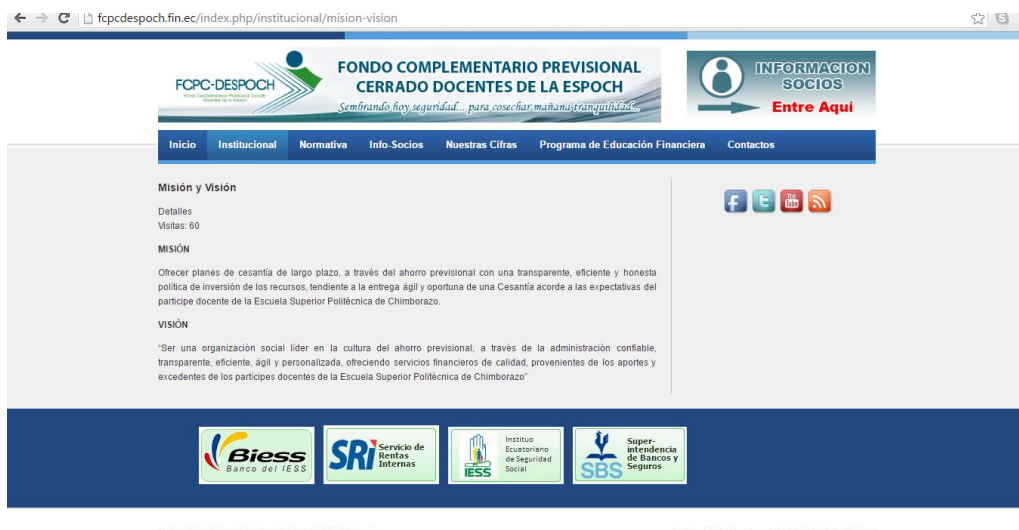 fcpcdespoch.fin.ec/index.php/institucional/mision-vision
FCPC-DESPOCH
FONDO COMPLEMENTARIO PREVISIONAL
CERRADO DOCENTES DE LA ESPOCH
Sembrando hoy seguridad... para cosechar mañana tranquilidad...
INFORMACION
SOCIOS
Entre Aquí
Inicio Institucional Normativa Info-Socios Nuestras Cifras Programa de Educación Financiera Contactos
Misión y Visión
Detalles
Visitas: 60
MISIÓN
Ofrecer planes de cesantía de largo plazo, a través del ahorro previsional con una transparente, eficiente y honesta
política de inversión de los recursos, tendiente a la entrega ágil y oportuna de una Cesantía acorde a las expectativas del
participe docente de la Escuela Superior Politécnica de Chimborazo.
VISIÓN
“Ser una organización social líder en la cultura del ahorro previsional, a través de la administración confiable,
transparente, eficiente, ágil y personalizada, ofreciendo servicios financieros de calidad, provenientes de los aportes y
excedentes de los partícipes docentes de la Escuela Superior Politécnica de Chimborazo”
You
Tube
Biess
Banco del IESS
SRi Servicio de
Rentas
Internas
IESS
Instituo
Ecuatoriano
de Seguridad
Social
SBS
Super-
intendencia
de Bancos y
Seguros